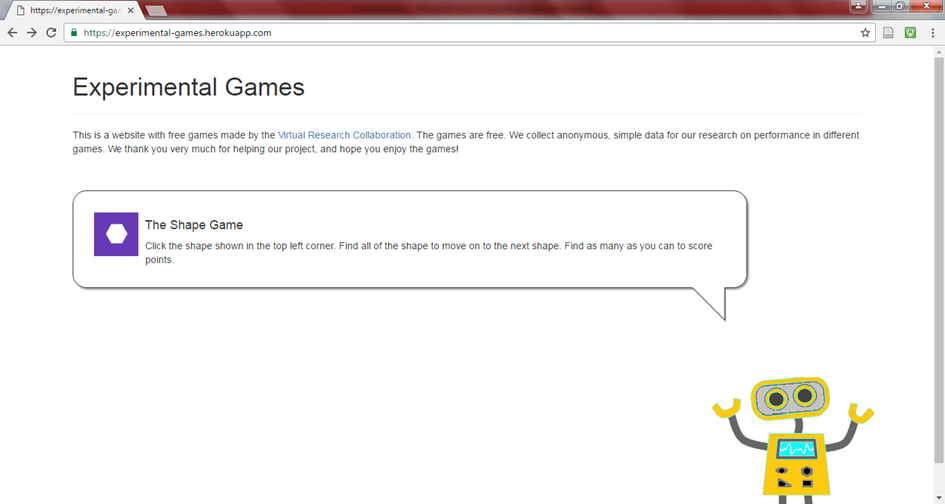 https://experimental-ga
https://experimental-games.herokuapp.com
Experimental Games
This is a website with free games made by the Virtual Research Collaboration. The games are free. We collect anonymous, simple data for our research on performance in different
games. We thank you very much for helping our project, and hope you enjoy the games!
The Shape Game
Click the shape shown in the top left corner. Find all of the shape to move on to the next shape. Find as many as you can to score
points.